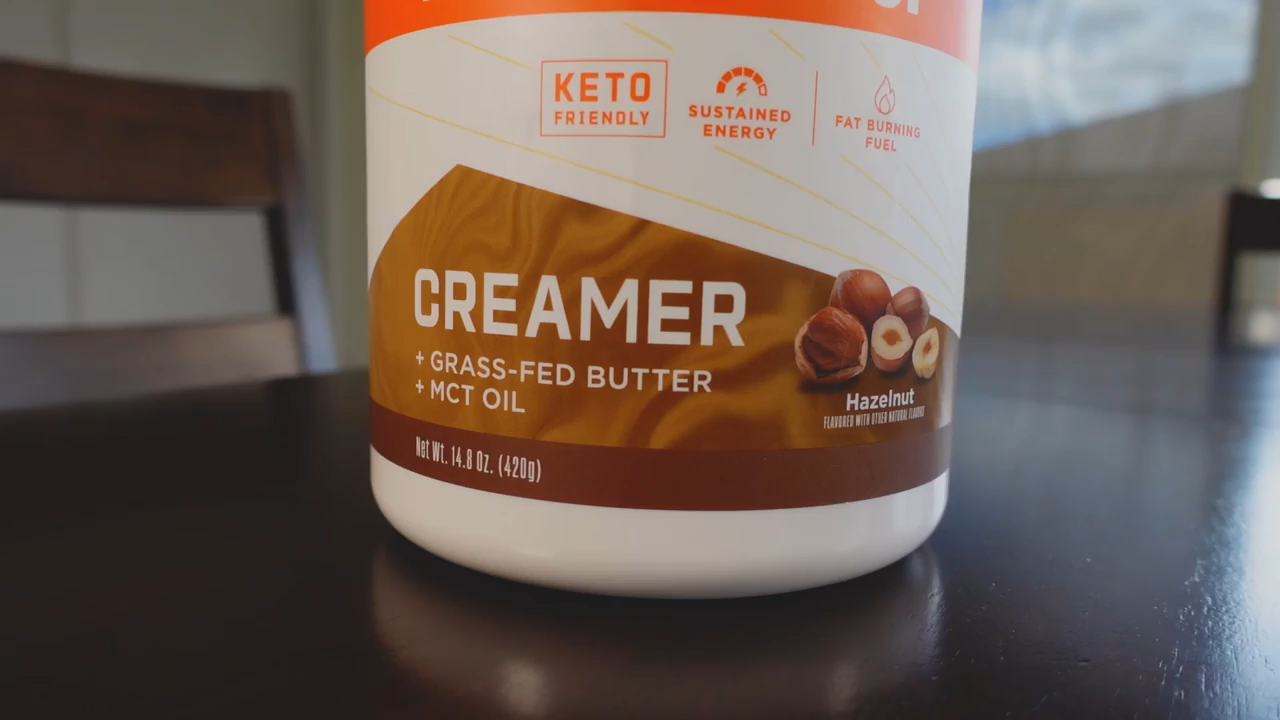 KETO
FRIENDLY
SUSTAINED
ENERGY
FAT BURNING
FUEL
CREAMER
+ GRASS-FED BUTTER
+ MCT OIL
Hazelnut
FLAVORED WITH OTHER NATURAL FLAVORS
Net Wt. 14.8 Oz. (420g)